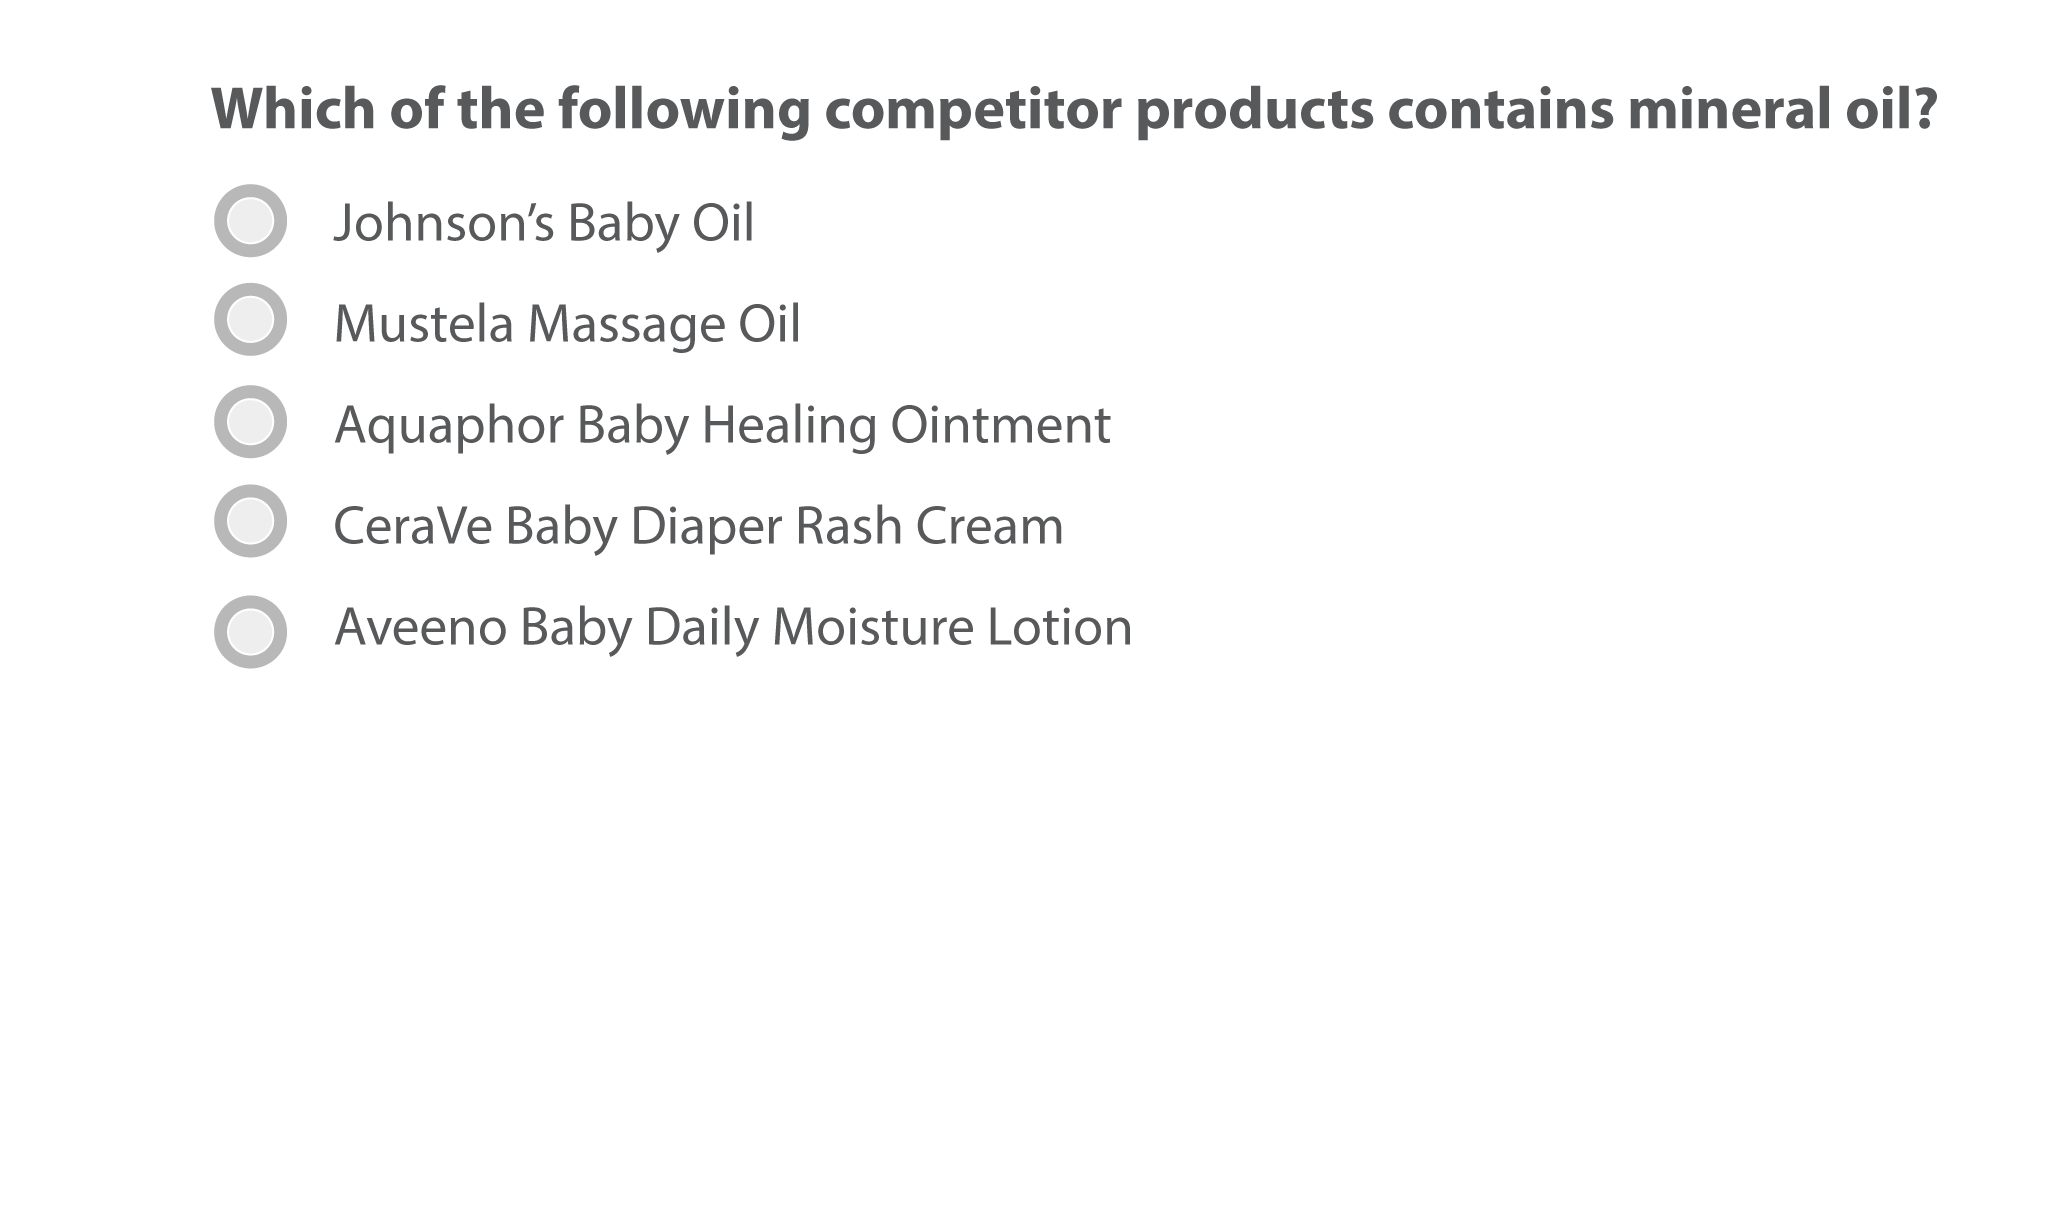 Which of the following competitor products contains mineral oil?
Johnson’s Baby Oil
Mustela Massage Oil
Aquaphor Baby Healing Ointment
CeraVe Baby Diaper Rash Cream
Aveeno Baby Daily Moisture Lotion